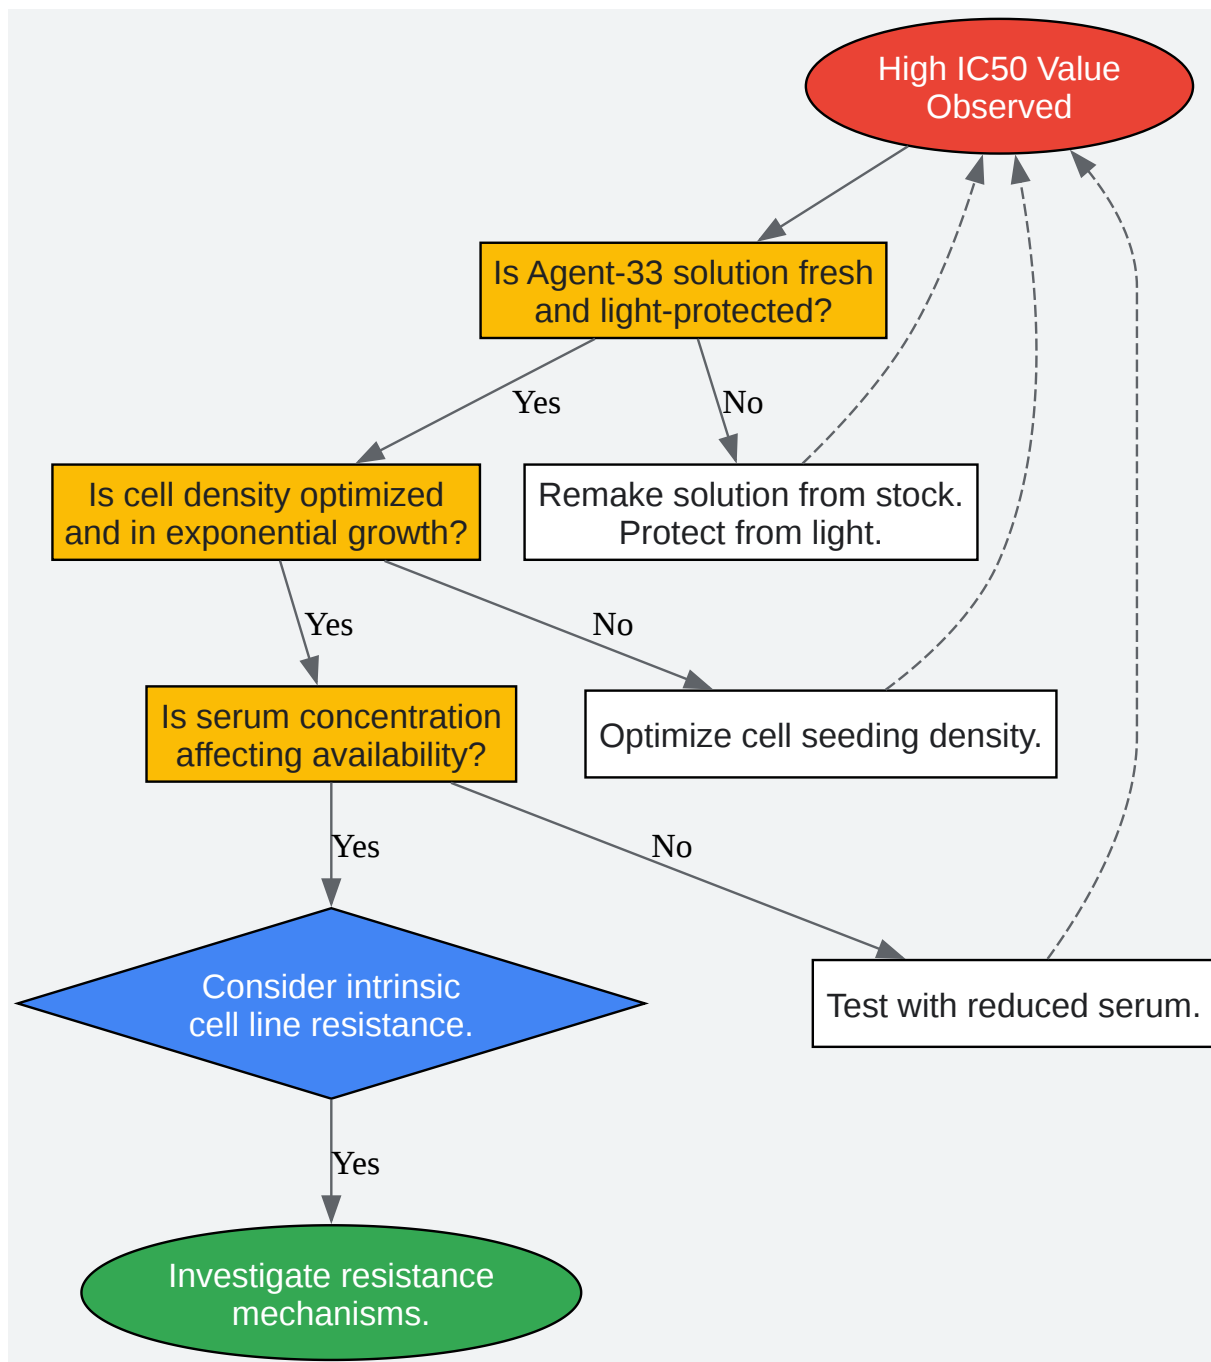 High IC50 Value
Observed
Is Agent-33 solution fresh
and light-protected?
Yes
No
Is cell density optimized
and in exponential growth?
Remake solution from stock.
Protect from light.
Yes
No
Is serum concentration
affecting availability?
Optimize cell seeding density.
Yes
No
Consider intrinsic
cell line resistance.
Test with reduced serum.
Yes
Investigate resistance
mechanisms.